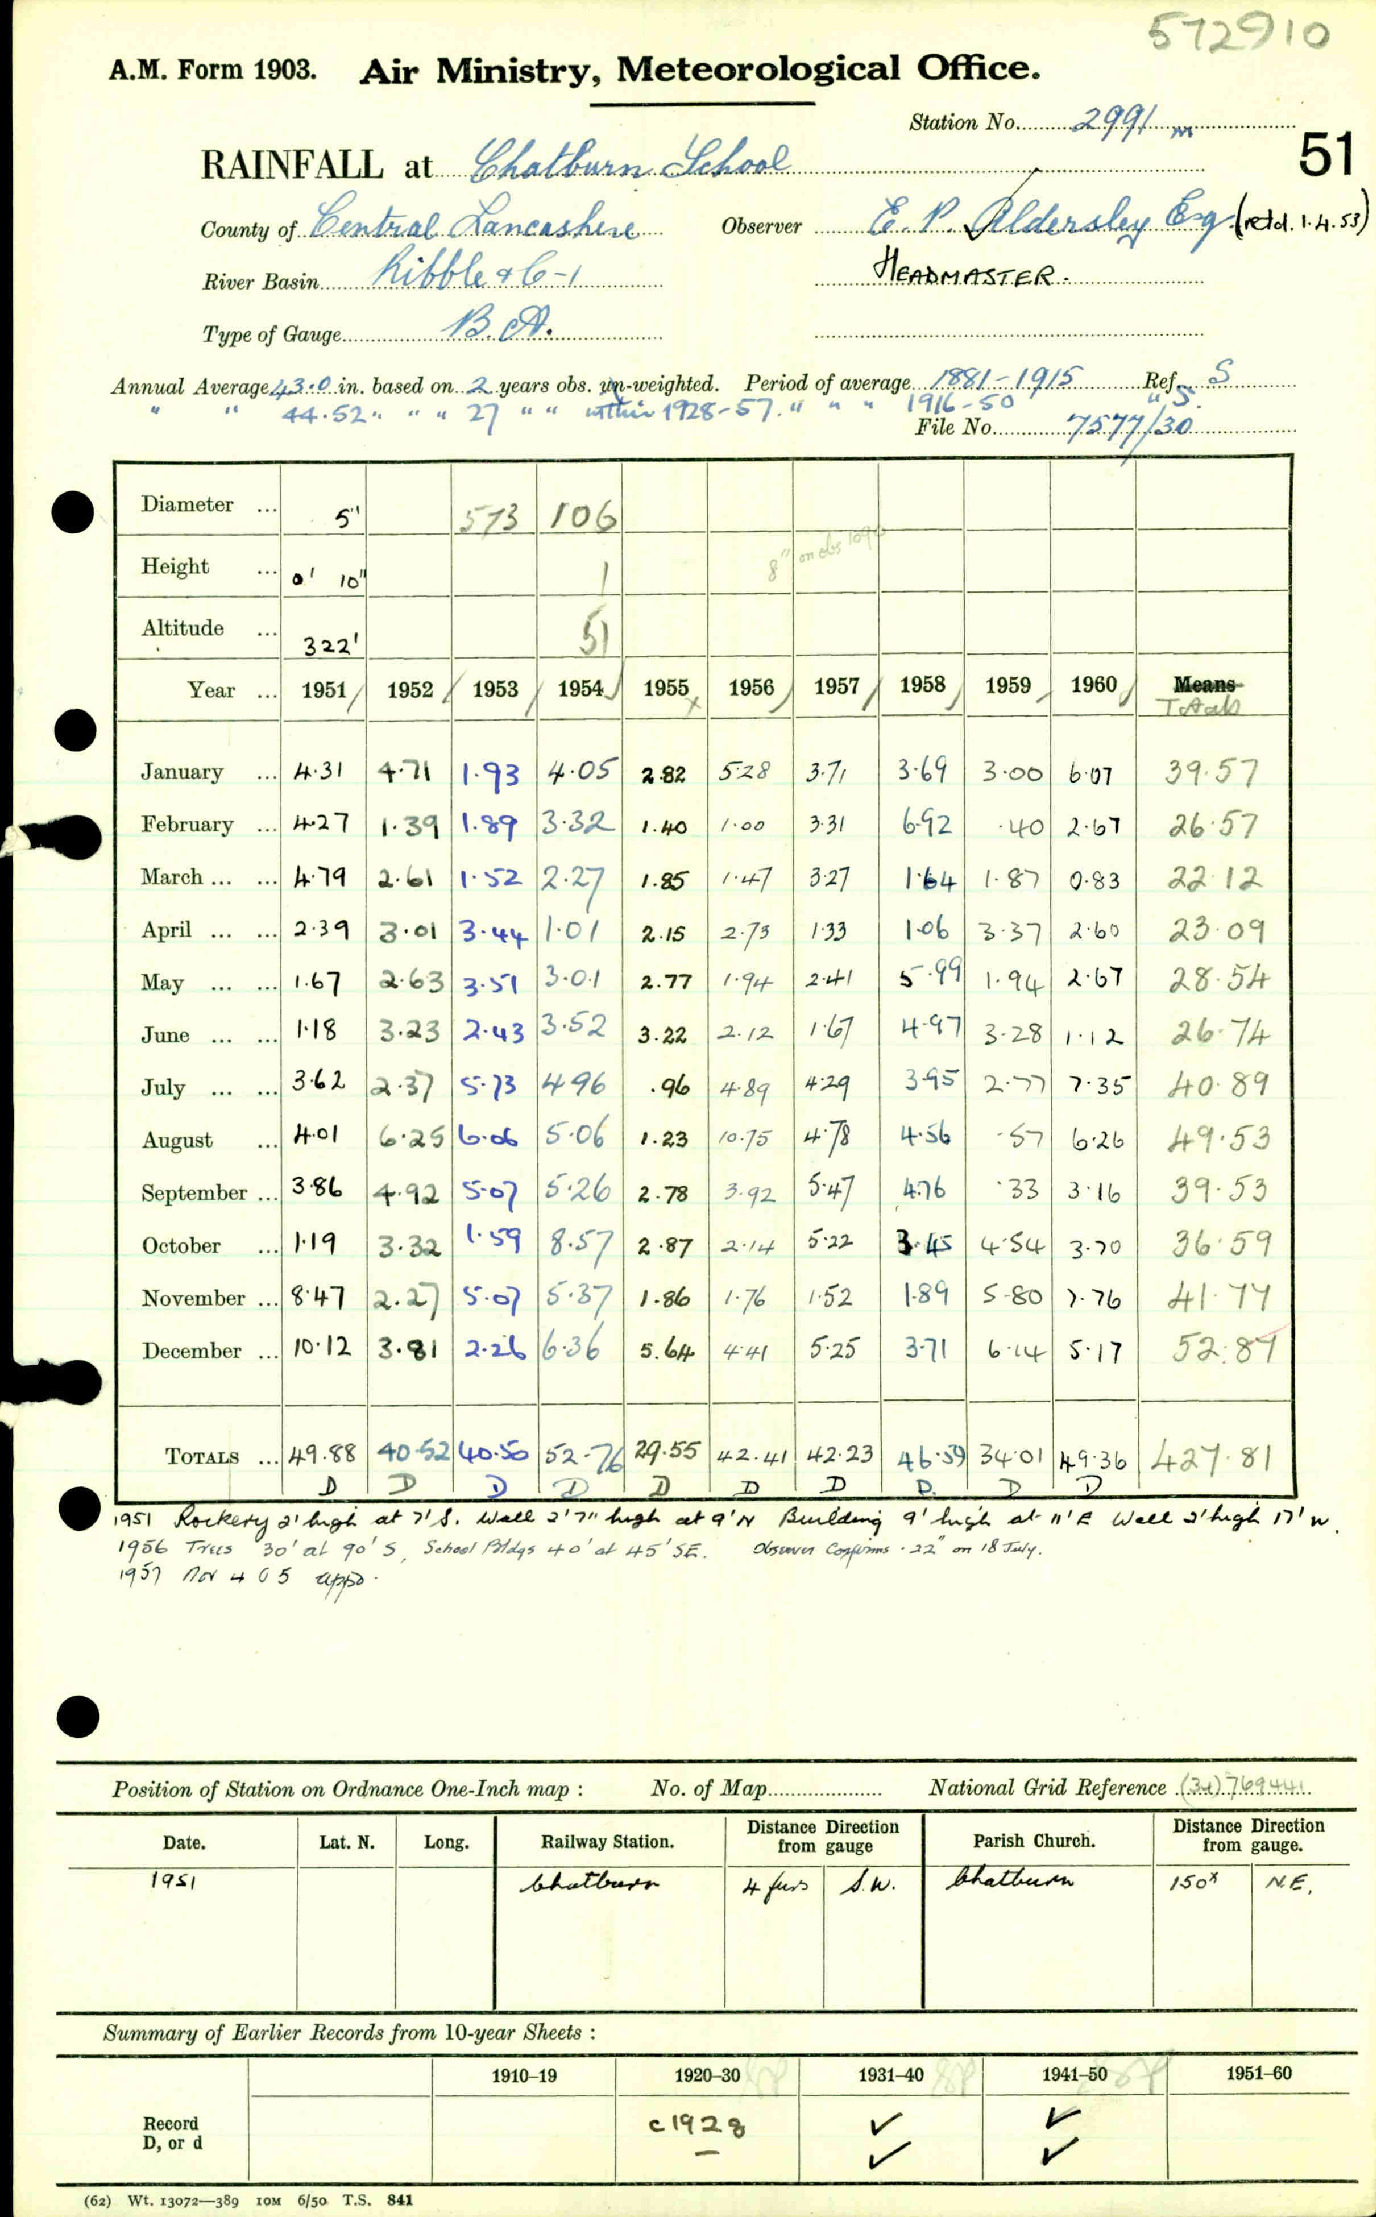 572910
A.M. Form 1903. Air Ministry, Meteorological Office.
Station No. 2991 m
51
RAINFALL at Chatburn School
County of Central Lancashire Observer E. P. Aldersley Esq. (retd. 1.4.53)
River Basin Ribble & C-1 HEADMASTER.
Type of Gauge B.A.
Annual Average 43.0 in. based on 2 years obs. un-weighted. Period of average 1881-1915 Ref. S
" " 44.52 " " " 27 " " within 1928-57. " " " 1916-50 " S.
File No. 7577/30
Diameter ... 5" 573 106
8" on obs
Height ... 0' 10" 1
Altitude ... 322' 51
Year ... 1951 1952 1953 1954 1955 1956 1957 1958 1959 1960 Means
Totals
January ... 4.31 4.71 1.93 4.05 2.82 5.28 3.71 3.69 3.00 6.07 39.57
February ... 4.27 1.39 1.89 3.32 1.40 1.00 3.31 6.92 .40 2.67 26.57
March ... ... 4.79 2.61 1.52 2.27 1.85 1.47 3.27 1.64 1.87 0.83 22.12
April ... ... 2.39 3.01 3.44 1.01 2.15 2.73 1.33 1.06 3.37 2.60 23.09
May ... ... 1.67 2.63 3.51 3.01 2.77 1.94 2.41 5.99 1.94 2.67 28.54
June ... ... 1.18 3.23 2.43 3.52 3.22 2.12 1.67 4.97 3.28 1.12 26.74
July ... ... 3.62 2.37 5.73 4.96 .96 4.89 4.29 3.95 2.77 7.35 40.89
August ... 4.01 6.25 6.06 5.06 1.23 10.75 4.78 4.56 .57 6.26 49.53
September ... 3.86 4.92 5.07 5.26 2.78 3.92 5.47 4.76 .33 3.16 39.53
October ... 1.19 3.32 1.59 8.57 2.87 2.14 5.22 3.45 4.54 3.70 36.59
November ... 8.47 2.27 5.07 5.37 1.86 1.76 1.52 1.89 5.80 7.76 41.77
December ... 10.12 3.81 2.26 6.36 5.64 4.41 5.25 3.71 6.14 5.17 52.87
TOTALS ... 49.88 40.52 40.50 52.76 29.55 42.41 42.23 46.59 34.01 49.36 427.81
D D D D D D D D. D D
1951 Rockery 2' high at 7' S. Wall 2'7" high at 9' N Building 9' high at 11' E Wall 2' high 17' W.
1956 Trees 30' at 90' S, School Bldgs 40' at 45' SE. Observer Confirms .22" on 18 July.
1957 Nov 4 & 5 appd.
Position of Station on Ordnance One-Inch map : No. of Map National Grid Reference (34) 769441
Date. Lat. N. Long. Railway Station. Distance from gauge Direction Parish Church. Distance from gauge. Direction
1951 Chatburn 4 furs S.W. Chatburn 150x N.E.
Summary of Earlier Records from 10-year Sheets :
1910–19 1920–30 1931–40 1941–50 1951–60
Record c1928 ✓ ✓
D, or d – ✓ ✓
(62) Wt. 13072—389 10M 6/50 T.S. 841